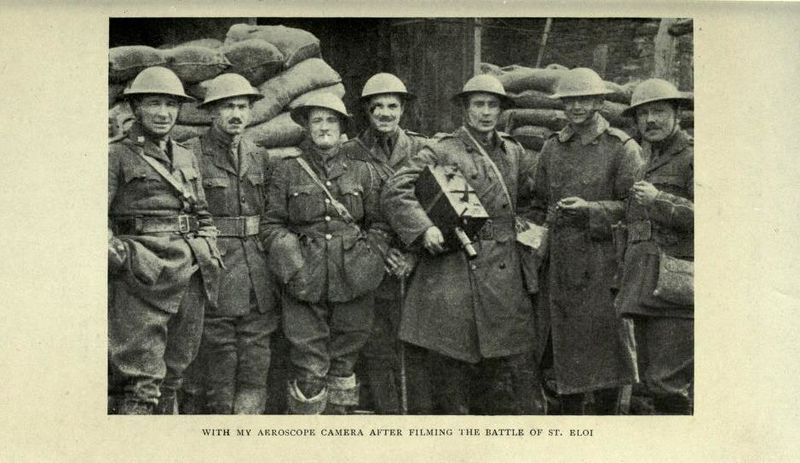 WITH MY AEROSCOPE CAMERA AFTER FILMING THE BATTLE OF ST. ELOI